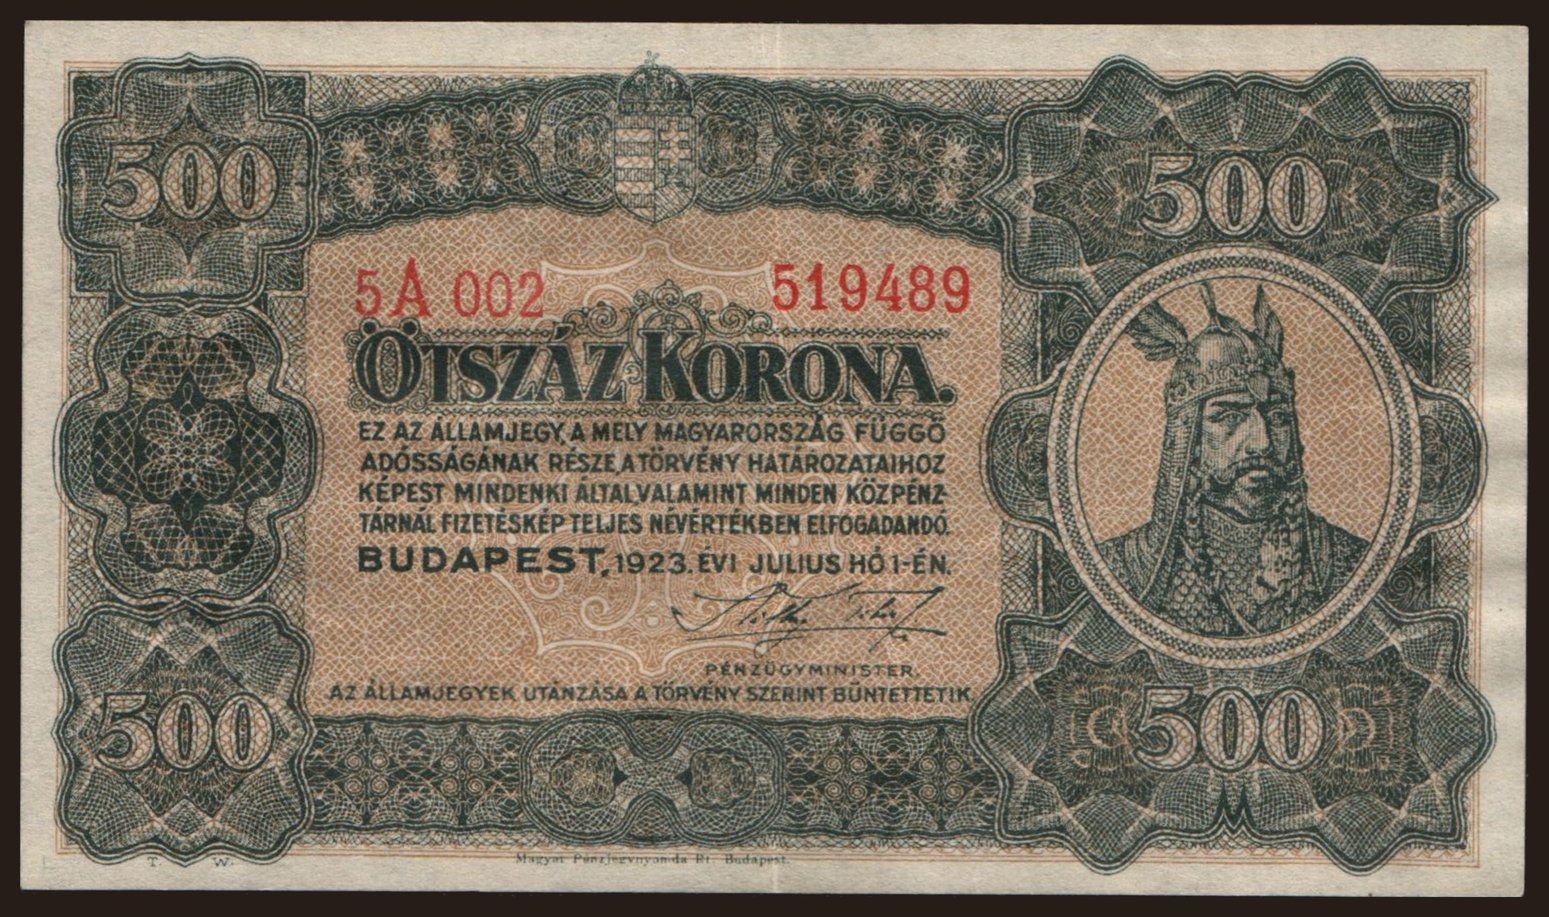 500
500
5A 002 519489
ÖTSZÁZ KORONA.
EZ AZ ÁLLAMJEGY, A MELY MAGYARORSZÁG FÜGGŐ
ADÓSSÁGÁNAK RÉSZE, A TÖRVÉNY HATÁROZATAIHOZ
KÉPEST MINDENKI ÁLTAL VALAMINT MINDEN KÖZPÉNZ-
TÁRNÁL FIZETÉSKÉP TELJES NÉVÉRTÉKBEN ELFOGADANDÓ.
BUDAPEST, 1923. ÉVI JULIUS HÓ 1-ÉN.
PÉNZÜGYMINISTER.
AZ ÁLLAMJEGYEK UTÁNZÁSA A TÖRVÉNY SZERINT BÜNTETTETIK
500
500
T. W.
Magyar Pénzjegynyomda Rt. Budapest.